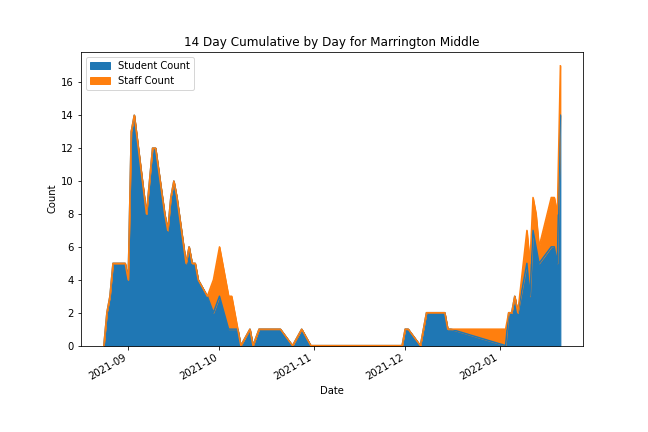 14 Day Cumulative by Day for Marrington Middle
Student Count
Staff Count
Count
16
14
12
10
8
6
4
2
0
2021-09
2021-10
2021-11
2021-12
2022-01
Date